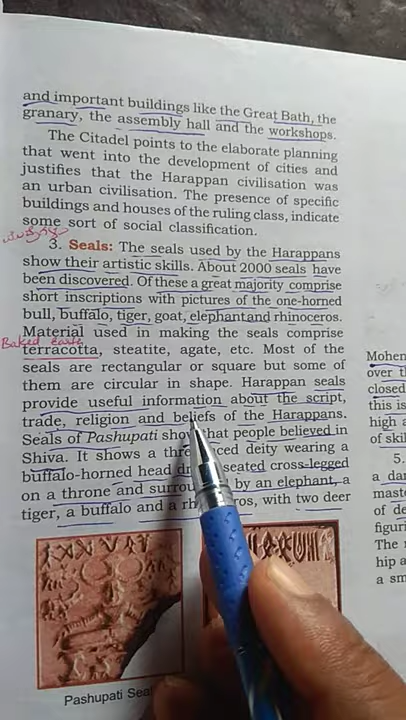 and important buildings like the Great Bath, the
granary, the assembly hall and the workshops.
The Citadel points to the elaborate planning
that went into the development of cities and
justifies that the Harappan civilisation was
an urban civilisation. The presence of specific
buildings and houses of the ruling class, indicate
some sort of social classification.
3. Seals: The seals used by the Harappans
show their artistic skills. About 2000 seals have
been discovered. Of these a great majority comprise
short inscriptions with pictures of the one-horned
bull, buffalo, tiger, goat, elephant and rhinoceros.
Material used in making the seals comprise
Baked earth
terracotta, steatite, agate, etc. Most of the
seals are rectangular or square but some of
them are circular in shape. Harappan seals
provide useful information about the script,
trade, religion and beliefs of the Harappans.
Seals of Pashupati show that people believed in
Shiva. It shows a deity wearing a
buffalo-horned head seated cross-legged
on a throne and by an elephant, a
tiger, a buffalo and a with two deer
Pashupati
Mohen
over t
closed
this is
high a
of skil
5.
a dan
maste
of de
figuri
The
hip a
a sm